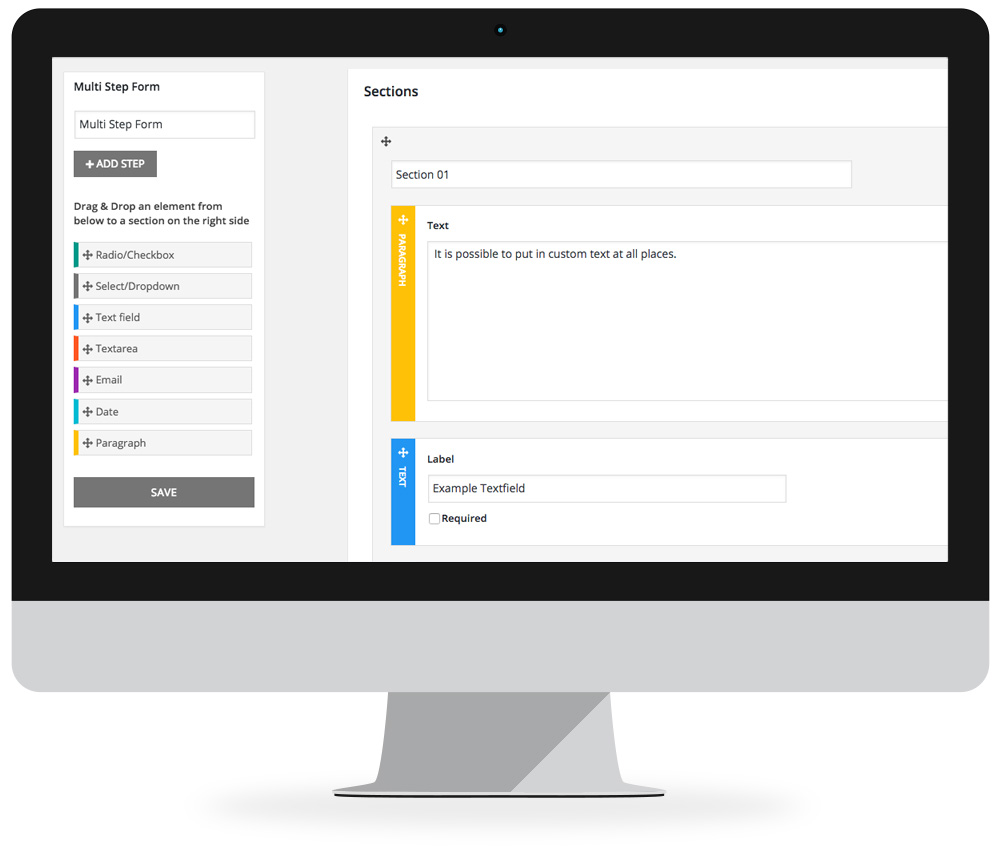 Multi Step Form
Multi Step Form
ADD STEP
Drag & Drop an element from
below to a section on the right side
Radio/Checkbox
Select/Dropdown
Text field
Textarea
Email
Date
Paragraph
SAVE
Sections
Section 01
PARAGRAPH
Text
It is possible to put in custom text at all places.
TEXT
Label
Example Textfield
Required